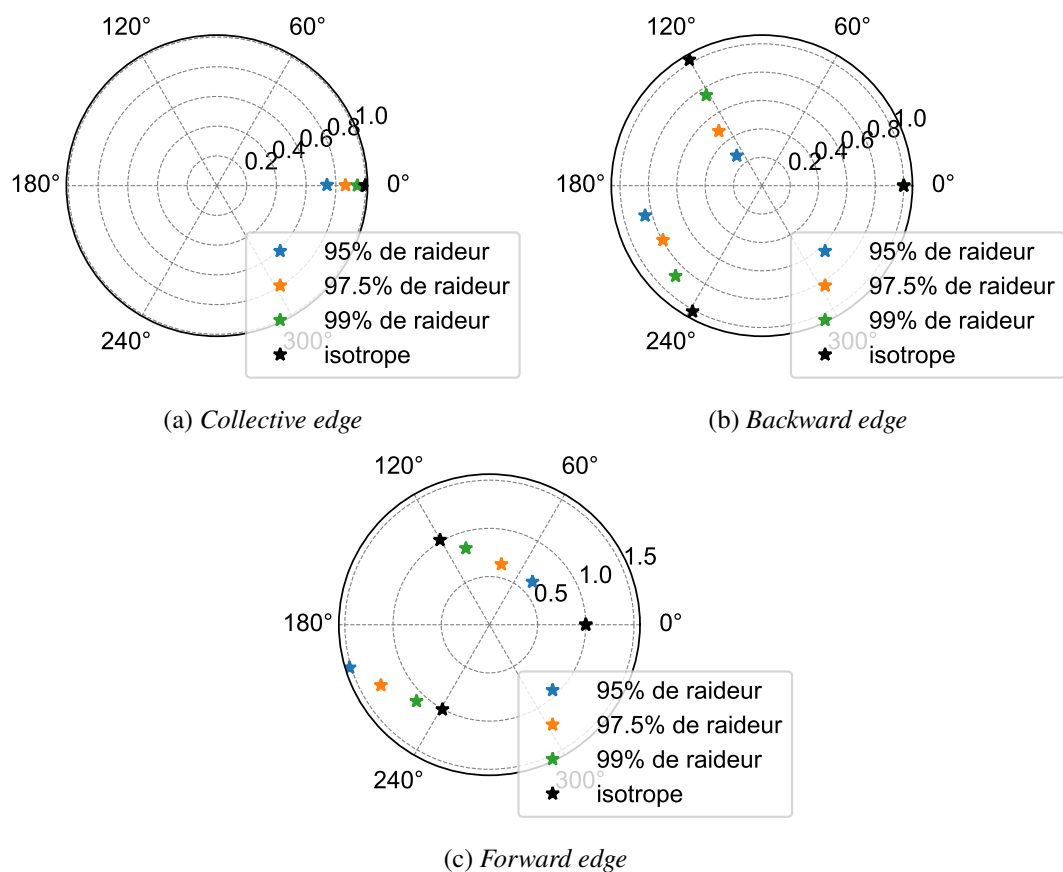 120°
60°
1.0
0.8
0.6
0.4
0.2
180°
0°
240°
300°
95% de raideur
97.5% de raideur
99% de raideur
isotrope
(a) Collective edge
120°
60°
1.0
0.8
0.6
0.4
0.2
180°
0°
240°
300°
95% de raideur
97.5% de raideur
99% de raideur
isotrope
(b) Backward edge
120°
60°
1.5
1.0
0.5
180°
0°
240°
300°
95% de raideur
97.5% de raideur
99% de raideur
isotrope
(c) Forward edge